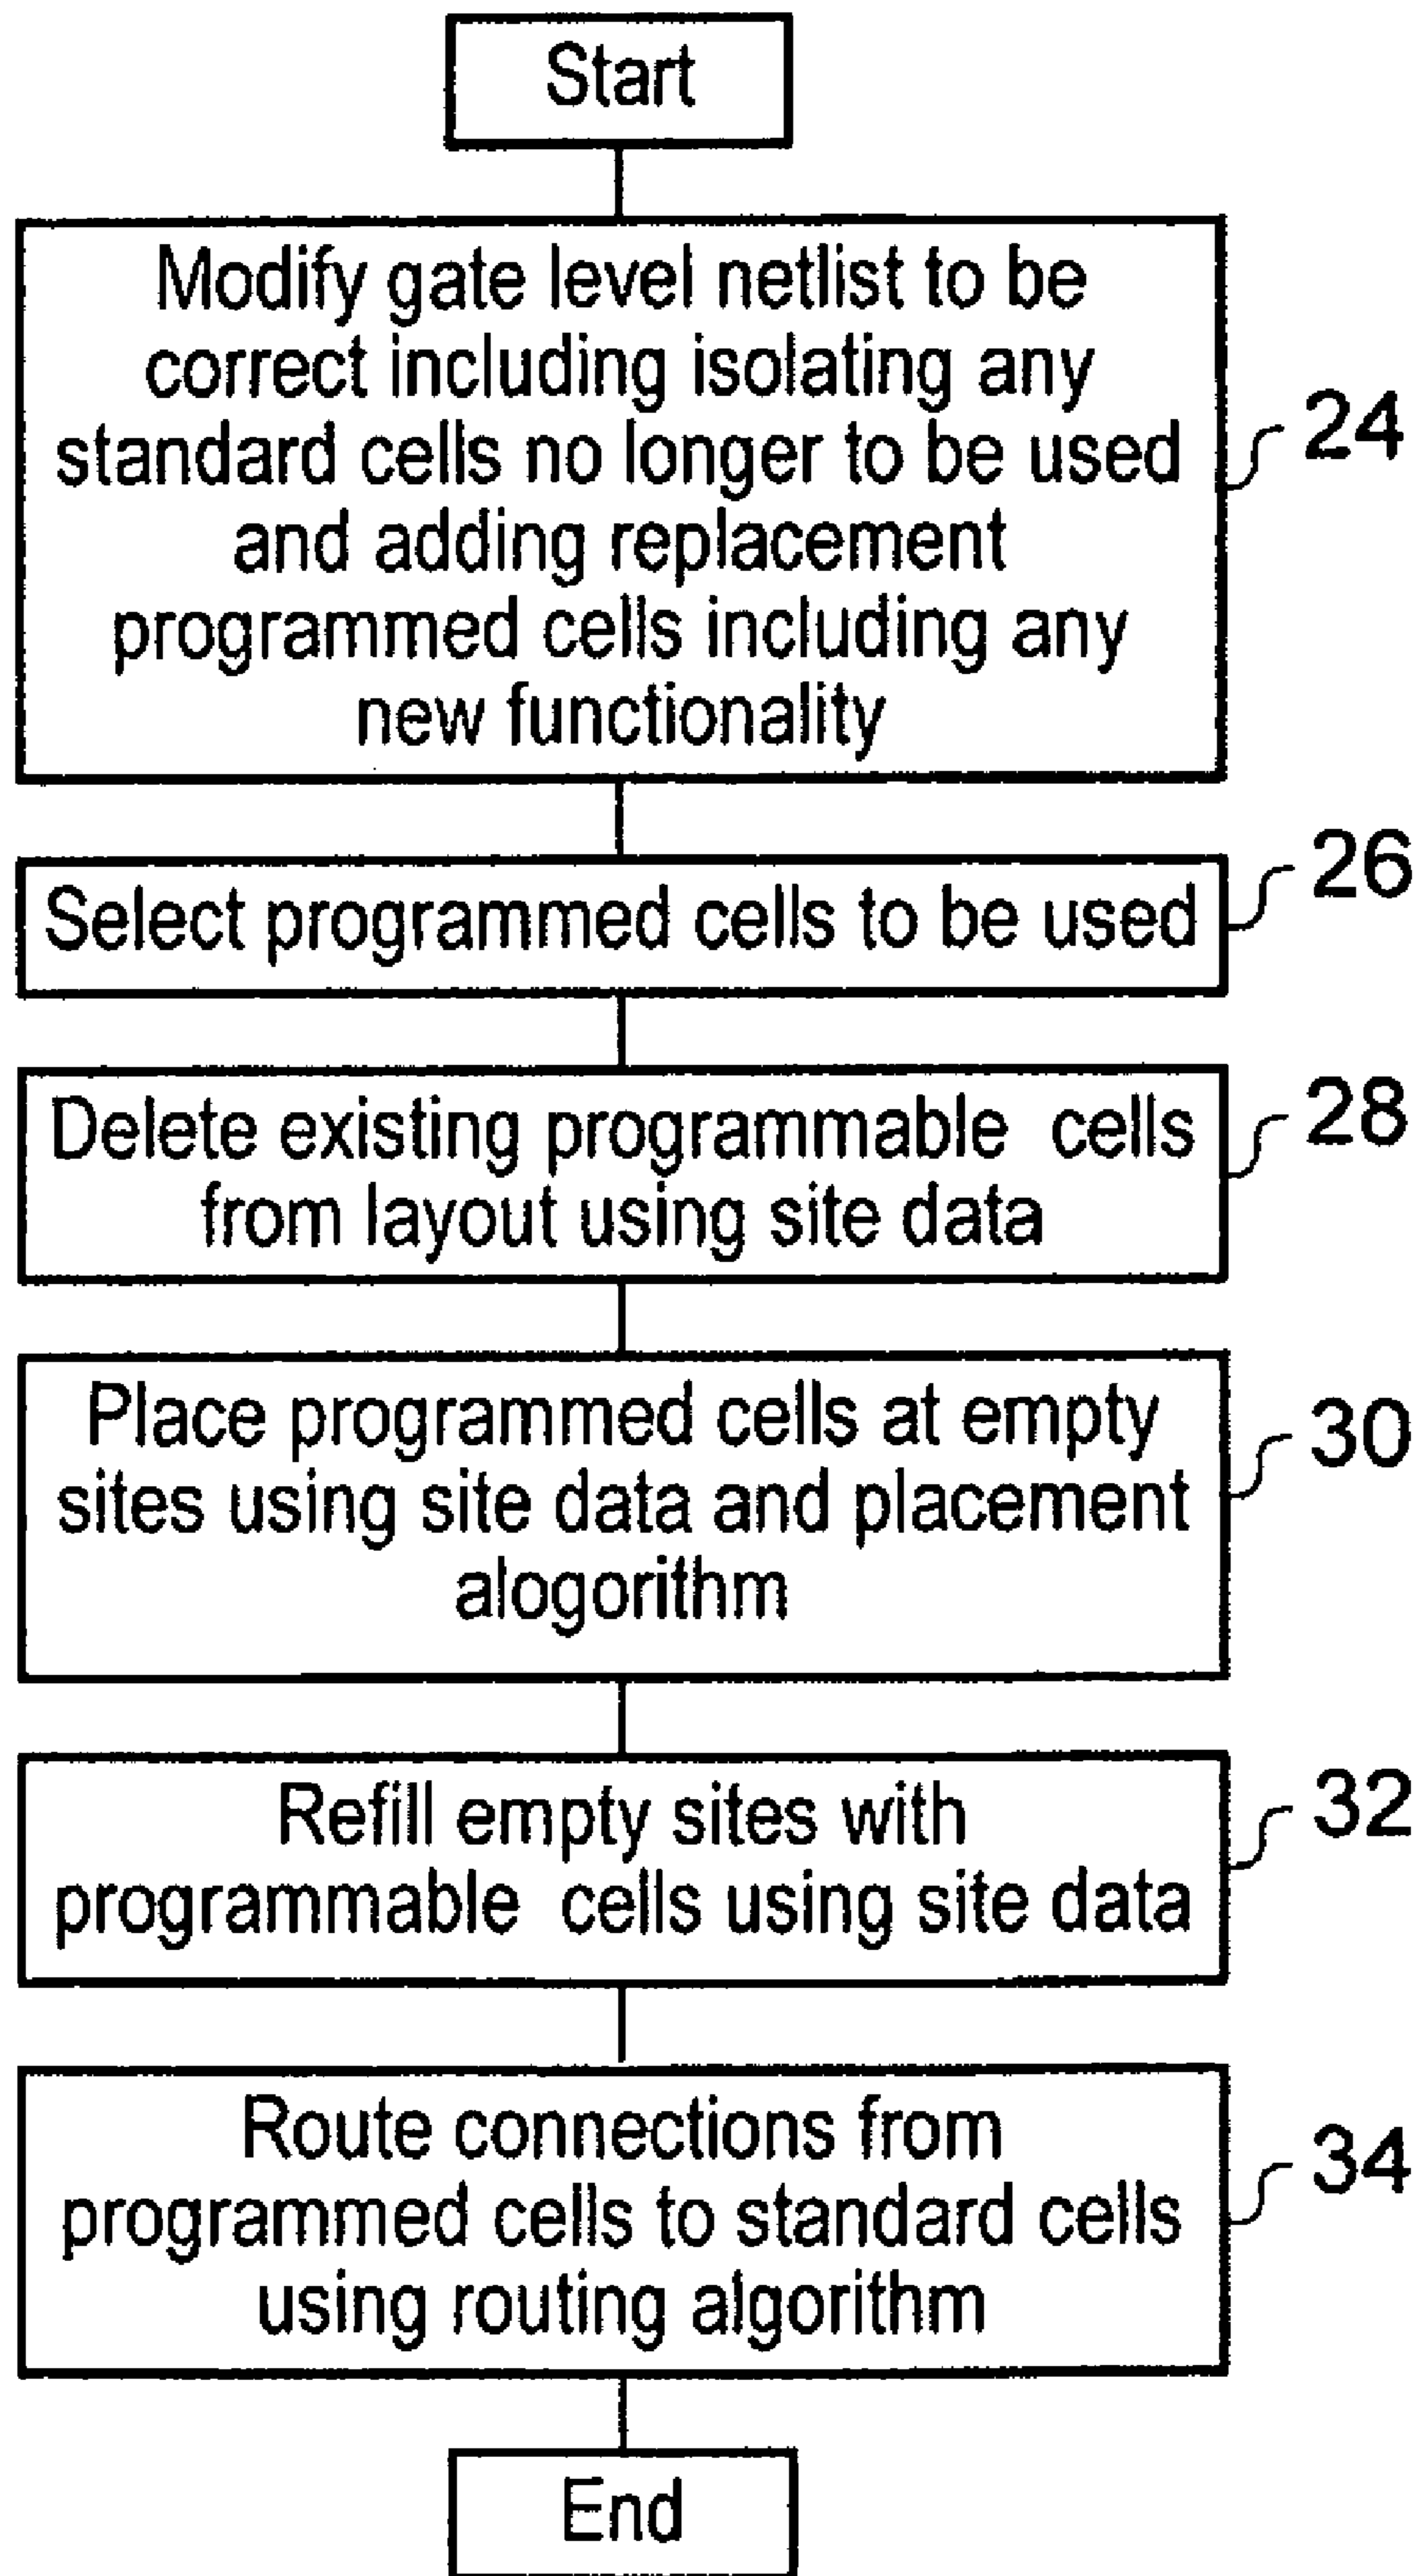 Start
Modify gate level netlist to be
correct including isolating any
standard cells no longer to be used
and adding replacement
programmed cells including any
new functionality
24
Select programmed cells to be used
26
Delete existing programmable cells
from layout using site data
28
Place programmed cells at empty
sites using site data and placement
alogorithm
30
Refill empty sites with
programmable cells using site data
32
Route connections from
programmed cells to standard cells
using routing algorithm
34
End